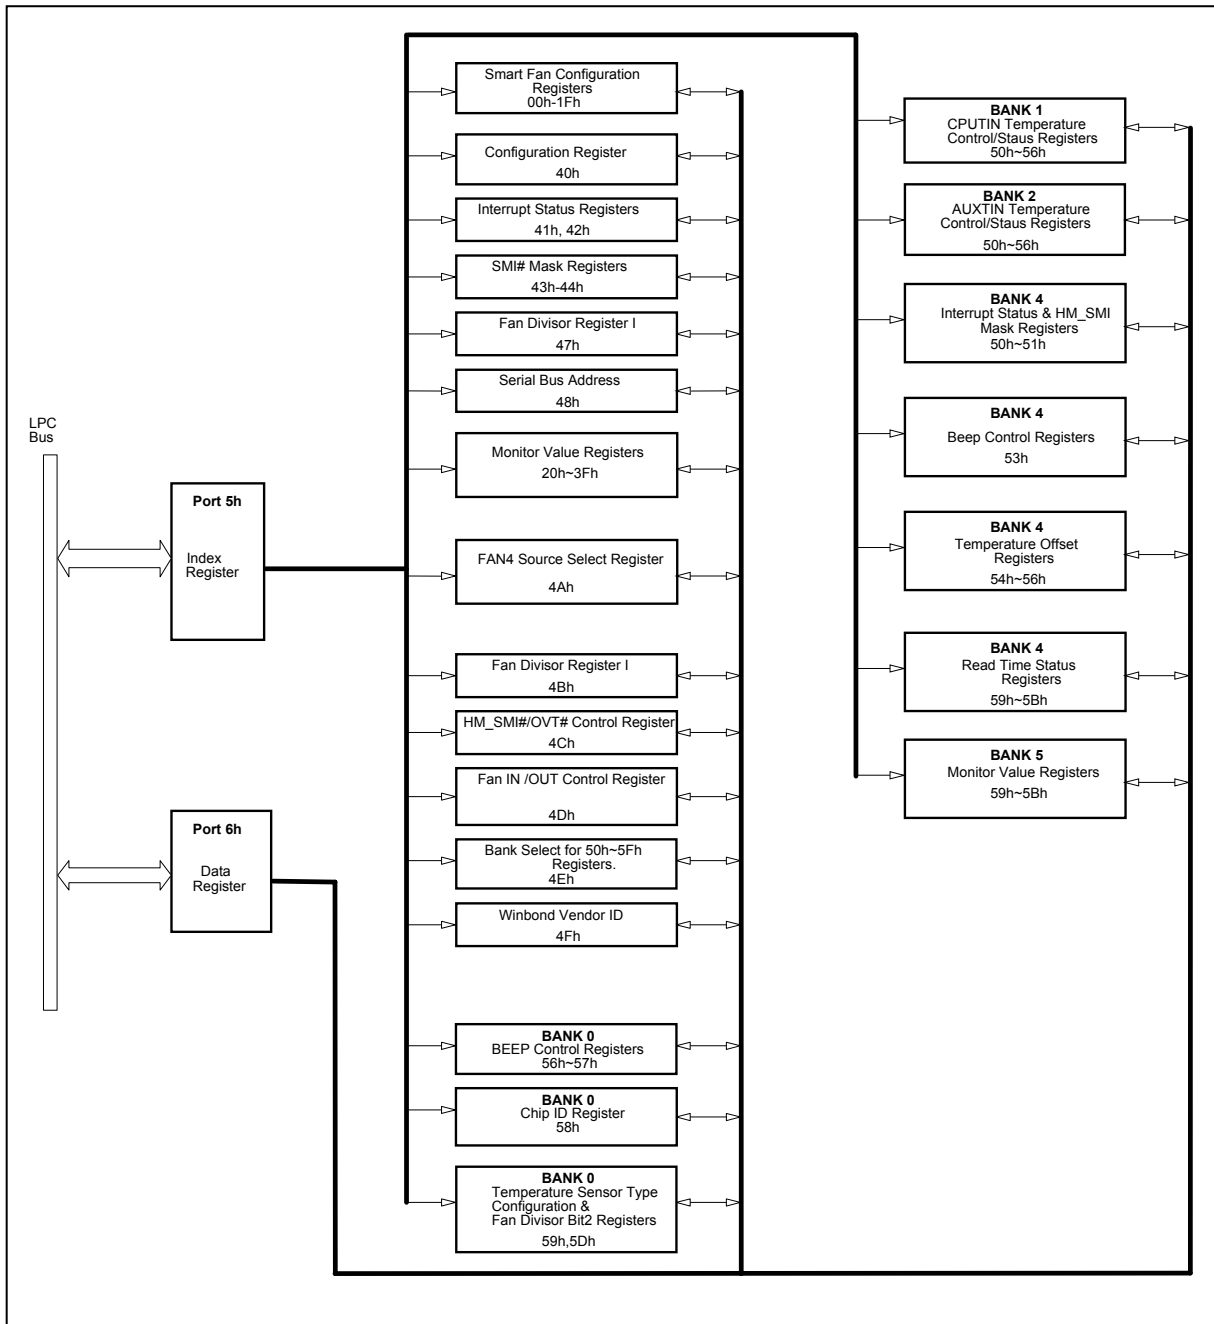 LPC
Bus
Port 5h
Index
Register
Port 6h
Data
Register
Smart Fan Configuration
Registers
00h-1Fh
Configuration Register
40h
Interrupt Status Registers
41h, 42h
SMI# Mask Registers
43h-44h
Fan Divisor Register I
47h
Serial Bus Address
48h
Monitor Value Registers
20h~3Fh
FAN4 Source Select Register
4Ah
Fan Divisor Register I
4Bh
HM_SMI#/OVT# Control Register
4Ch
Fan IN /OUT Control Register
4Dh
Bank Select for 50h~5Fh
Registers.
4Eh
Winbond Vendor ID
4Fh
BANK 0
BEEP Control Registers
56h~57h
BANK 0
Chip ID Register
58h
BANK 0
Temperature Sensor Type
Configuration &
Fan Divisor Bit2 Registers
59h,5Dh
BANK 1
CPUTIN Temperature
Control/Staus Registers
50h~56h
BANK 2
AUXTIN Temperature
Control/Staus Registers
50h~56h
BANK 4
Interrupt Status & HM_SMI
Mask Registers
50h~51h
BANK 4
Beep Control Registers
53h
BANK 4
Temperature Offset
Registers
54h~56h
BANK 4
Read Time Status
Registers
59h~5Bh
BANK 5
Monitor Value Registers
59h~5Bh